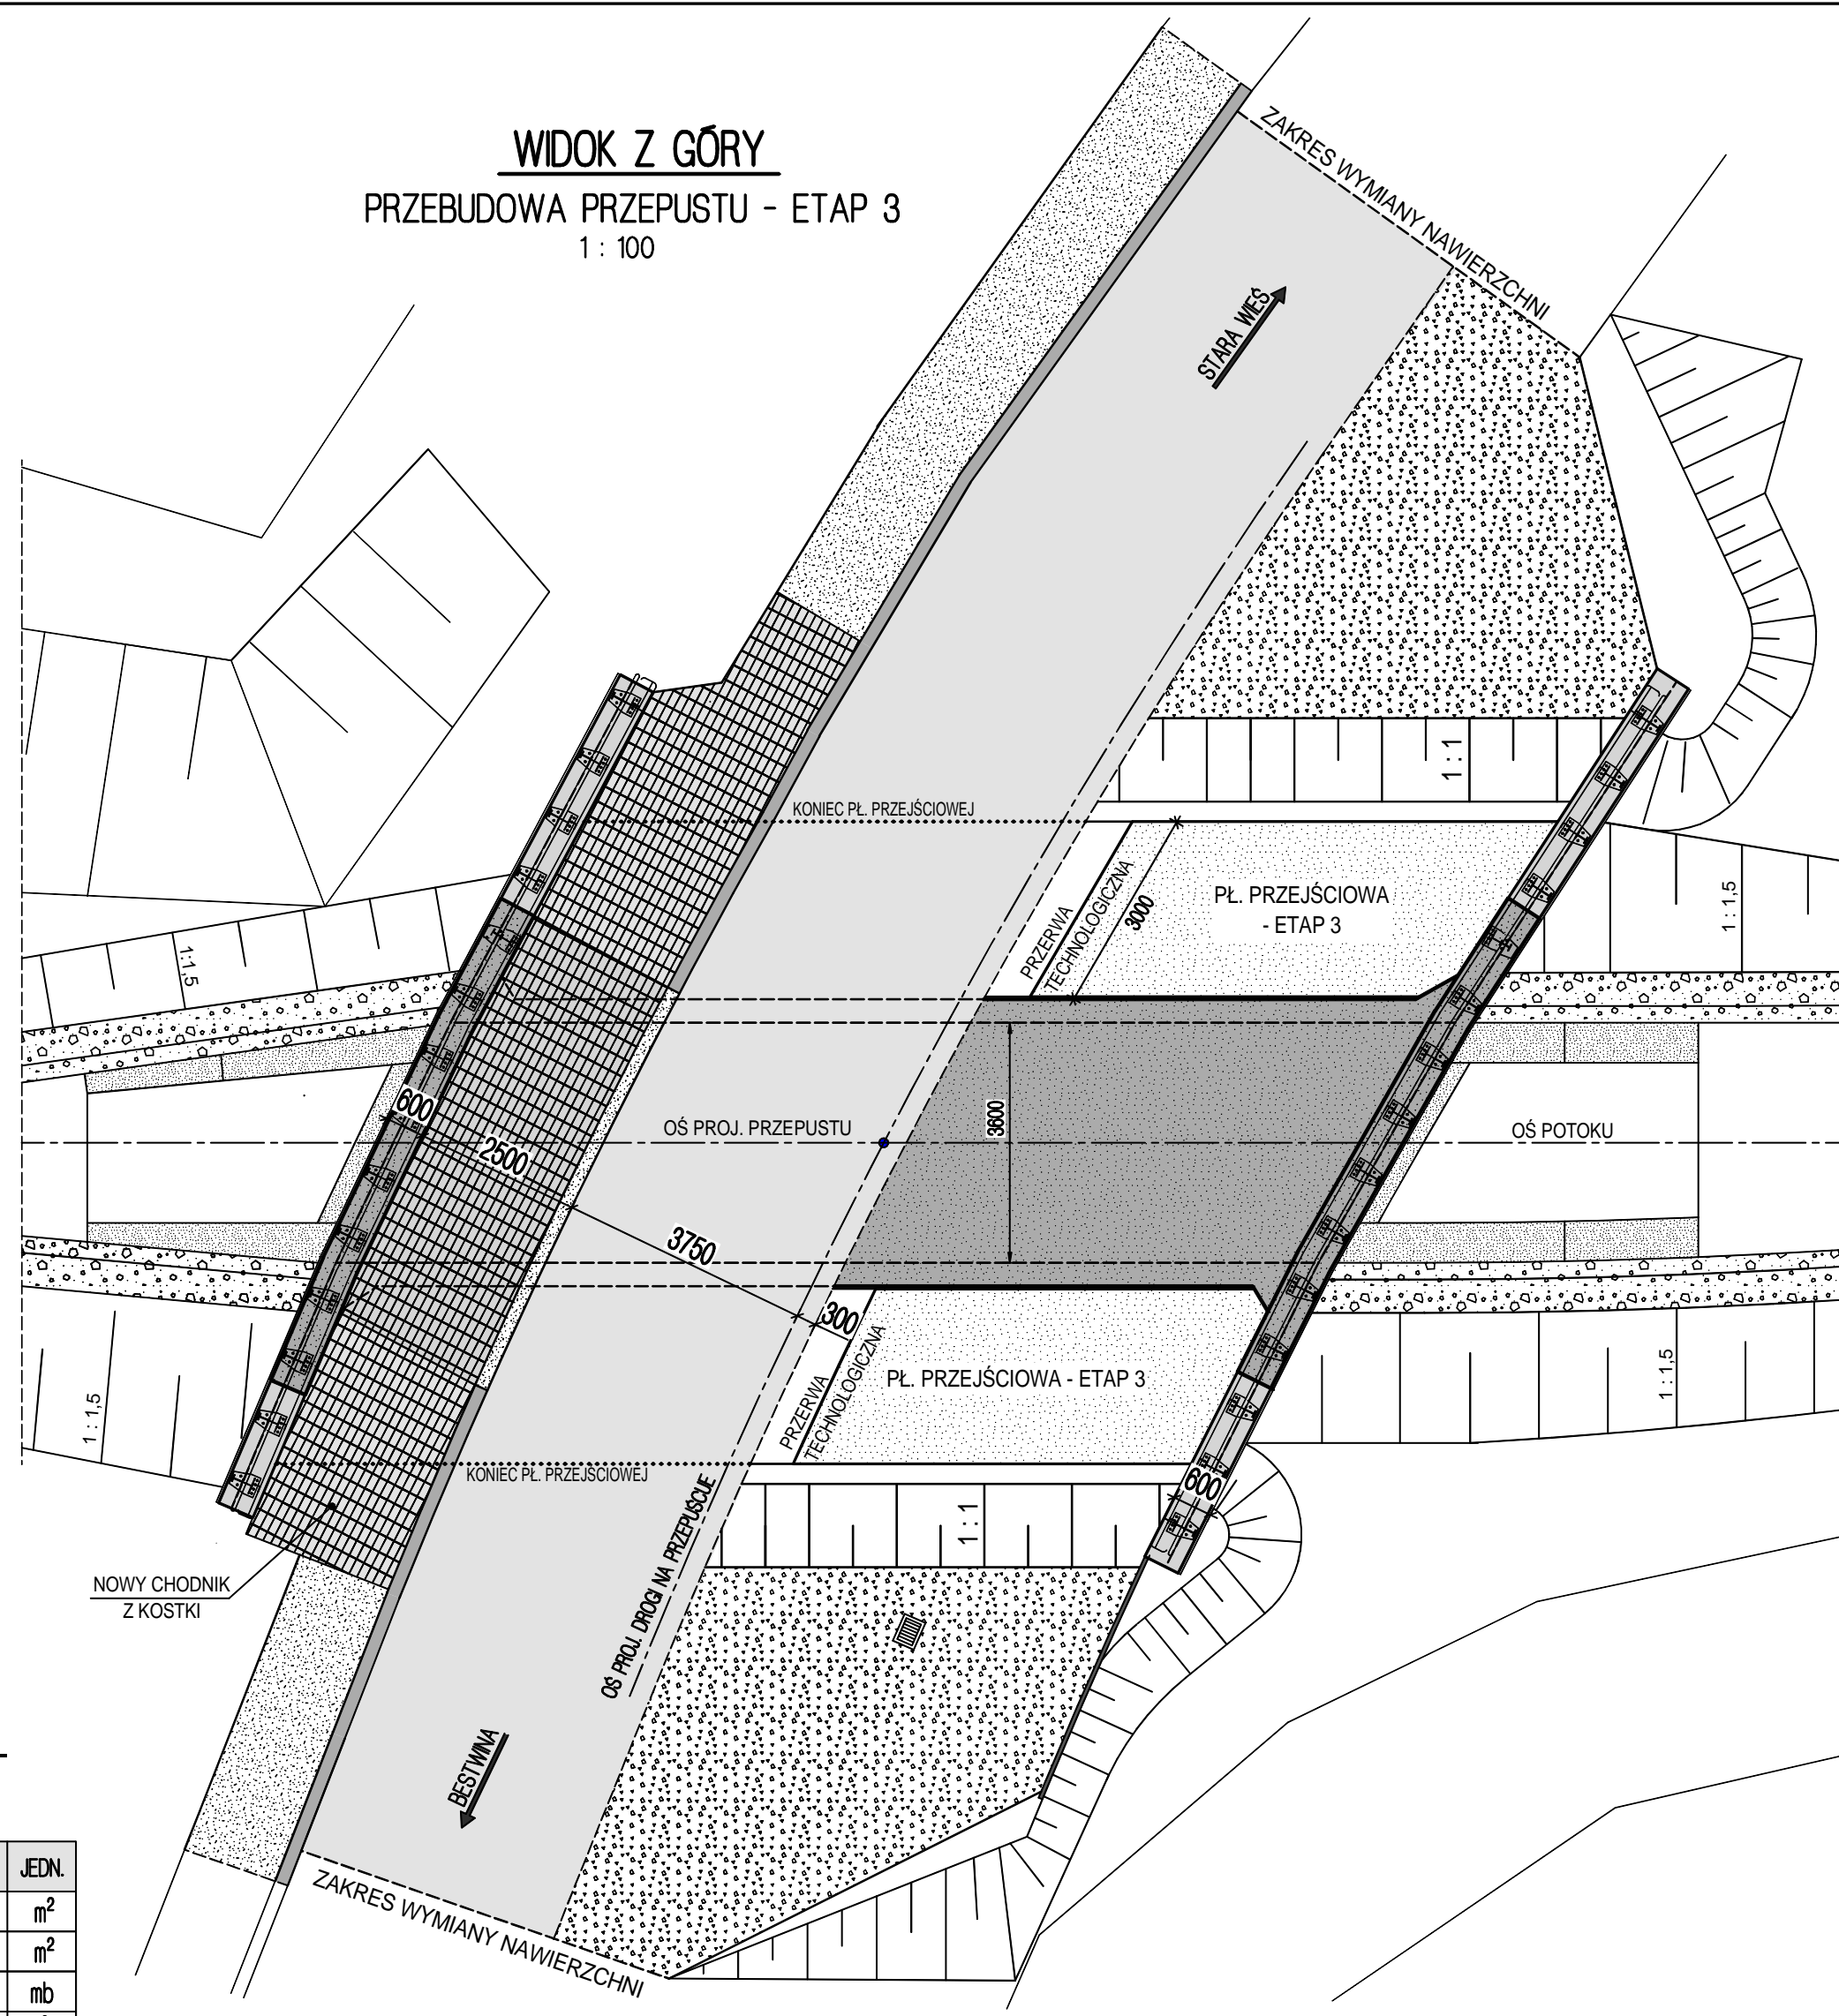 WIDOK Z GÓRY
PRZEBUDOWA PRZEPUSTU - ETAP 3
1 : 100
ZAKRES WYMIANY NAWIERZCHNI
STARA WIEŚ
1 : 1
KONIEC PŁ. PRZEJŚCIOWEJ
PRZERWA
TECHNOLOGICZNA
3000
PŁ. PRZEJŚCIOWA
- ETAP 3
1 : 1,5
1:1,5
600
2500
OŚ PROJ. PRZEPUSTU
3600
OŚ POTOKU
3750
300
PRZERWA
TECHNOLOGICZNA
PŁ. PRZEJŚCIOWA - ETAP 3
1 : 1,5
1 : 1,5
KONIEC PŁ. PRZEJŚCIOWEJ
600
1 : 1
OŚ PROJ. DROGI NA PRZEPUŚCIE
NOWY CHODNIK
Z KOSTKI
BESTWINA
ZAKRES WYMIANY NAWIERZCHNI
JEDN.
m²
m²
mb